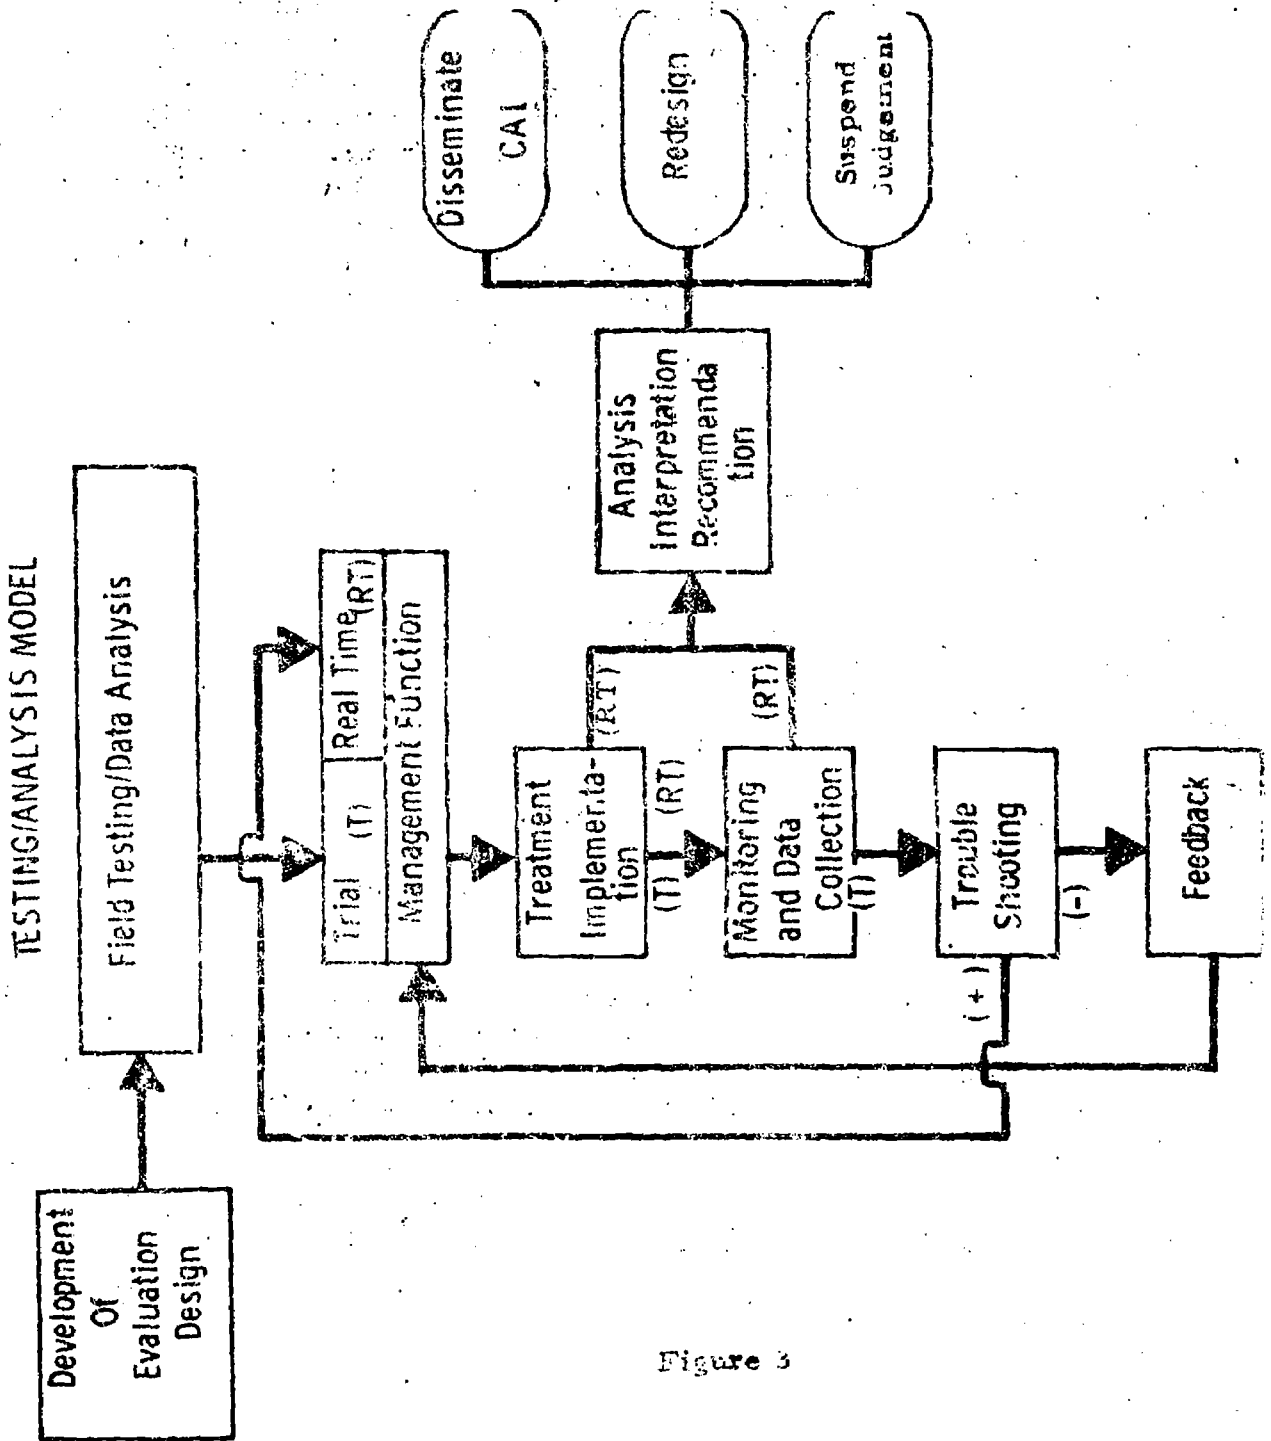 TESTING/ANALYSIS MODEL
Development
Of
Evaluation
Design
Field Testing/Data Analysis
Trial (T)
Real Time (RT)
Management Function
Treatment
Implementa-
tion
(T) (RT)
(RT)
Monitoring
and Data
Collection
(T)
(RT)
Trouble
Shooting
(+)
(-)
Feedback
Analysis
Interpretation
Recommenda
tion
Disseminate
CAI
Redesign
Suspend
Judgement
Figure 3